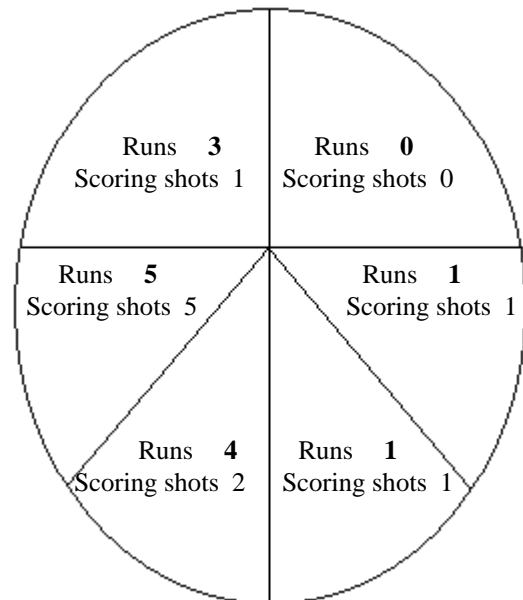 Runs 3
Scoring shots 1
Runs 0
Scoring shots 0
Runs 5
Scoring shots 5
Runs 1
Scoring shots 1
Runs 4
Scoring shots 2
Runs 1
Scoring shots 1